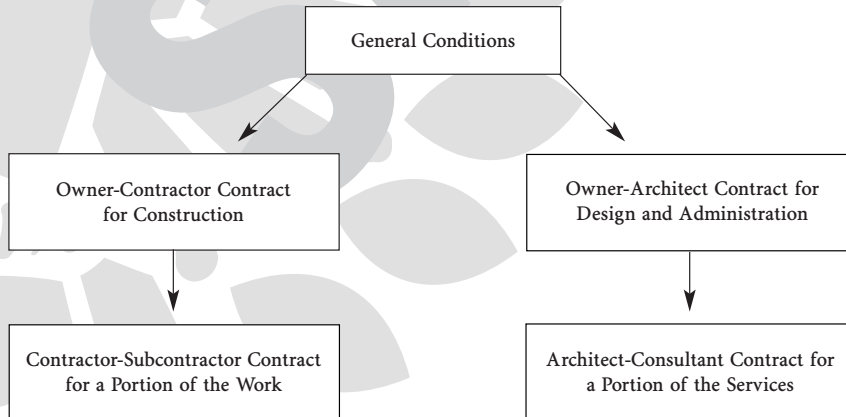 General Conditions
Owner-Contractor Contract
for Construction
Owner-Architect Contract for
Design and Administration
Contractor-Subcontractor Contract
for a Portion of the Work
Architect-Consultant Contract for
a Portion of the Services